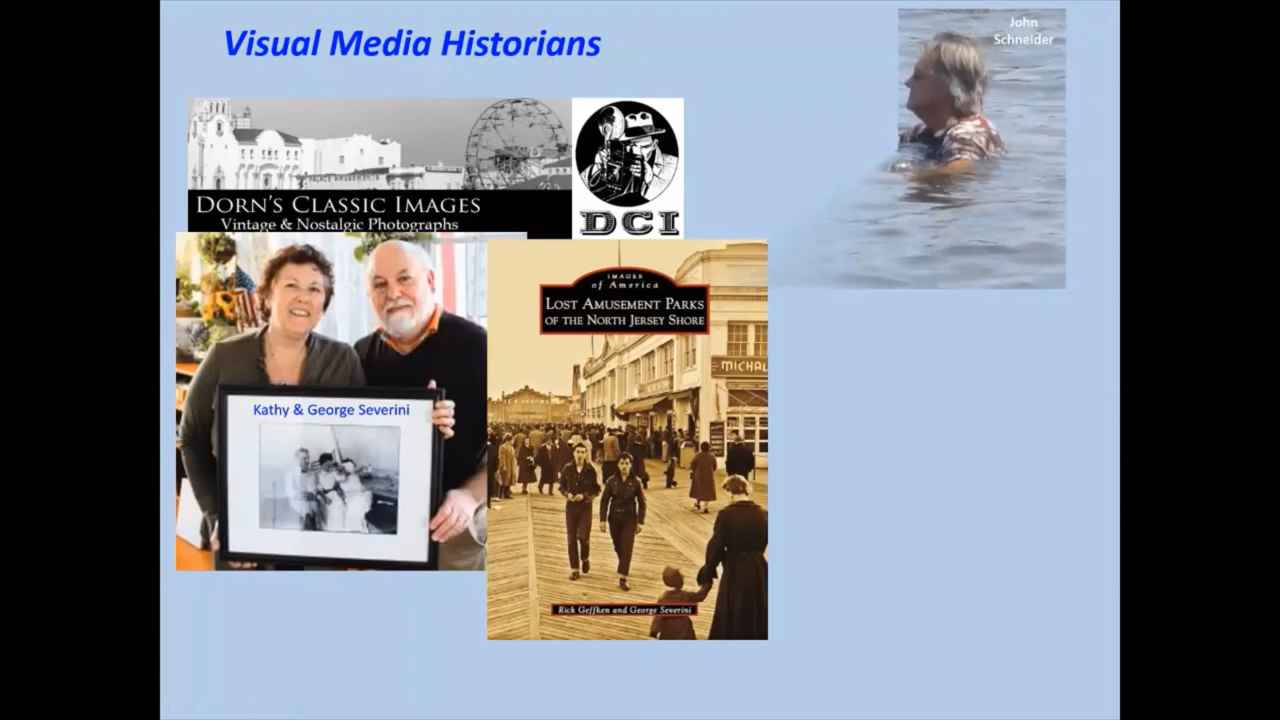 Visual Media Historians
John
Schneider
DORN'S CLASSIC IMAGES
Vintage & Nostalgic Photographs
DCI
Kathy & George Severini
IMAGES
of America
LOST AMUSEMENT PARKS
OF THE NORTH JERSEY SHORE
MICHAL
Rick Geffken and George Severini